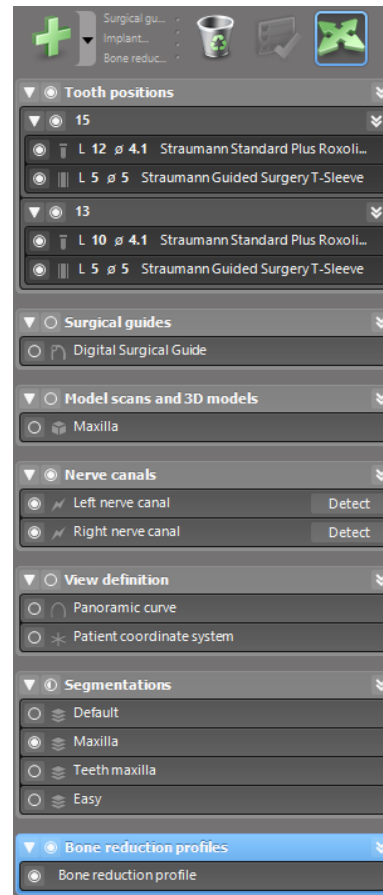 Surgical gu...
Implant...
Bone reduc...
Tooth positions
15
L 12 ø 4.1 Straumann Standard Plus Roxoli...
L 5 ø 5 Straumann Guided Surgery T-Sleeve
13
L 10 ø 4.1 Straumann Standard Plus Roxoli...
L 5 ø 5 Straumann Guided Surgery T-Sleeve
Surgical guides
Digital Surgical Guide
Model scans and 3D models
Maxilla
Nerve canals
Left nerve canal Detect
Right nerve canal Detect
View definition
Panoramic curve
Patient coordinate system
Segmentations
Default
Maxilla
Teeth maxilla
Easy
Bone reduction profiles
Bone reduction profile